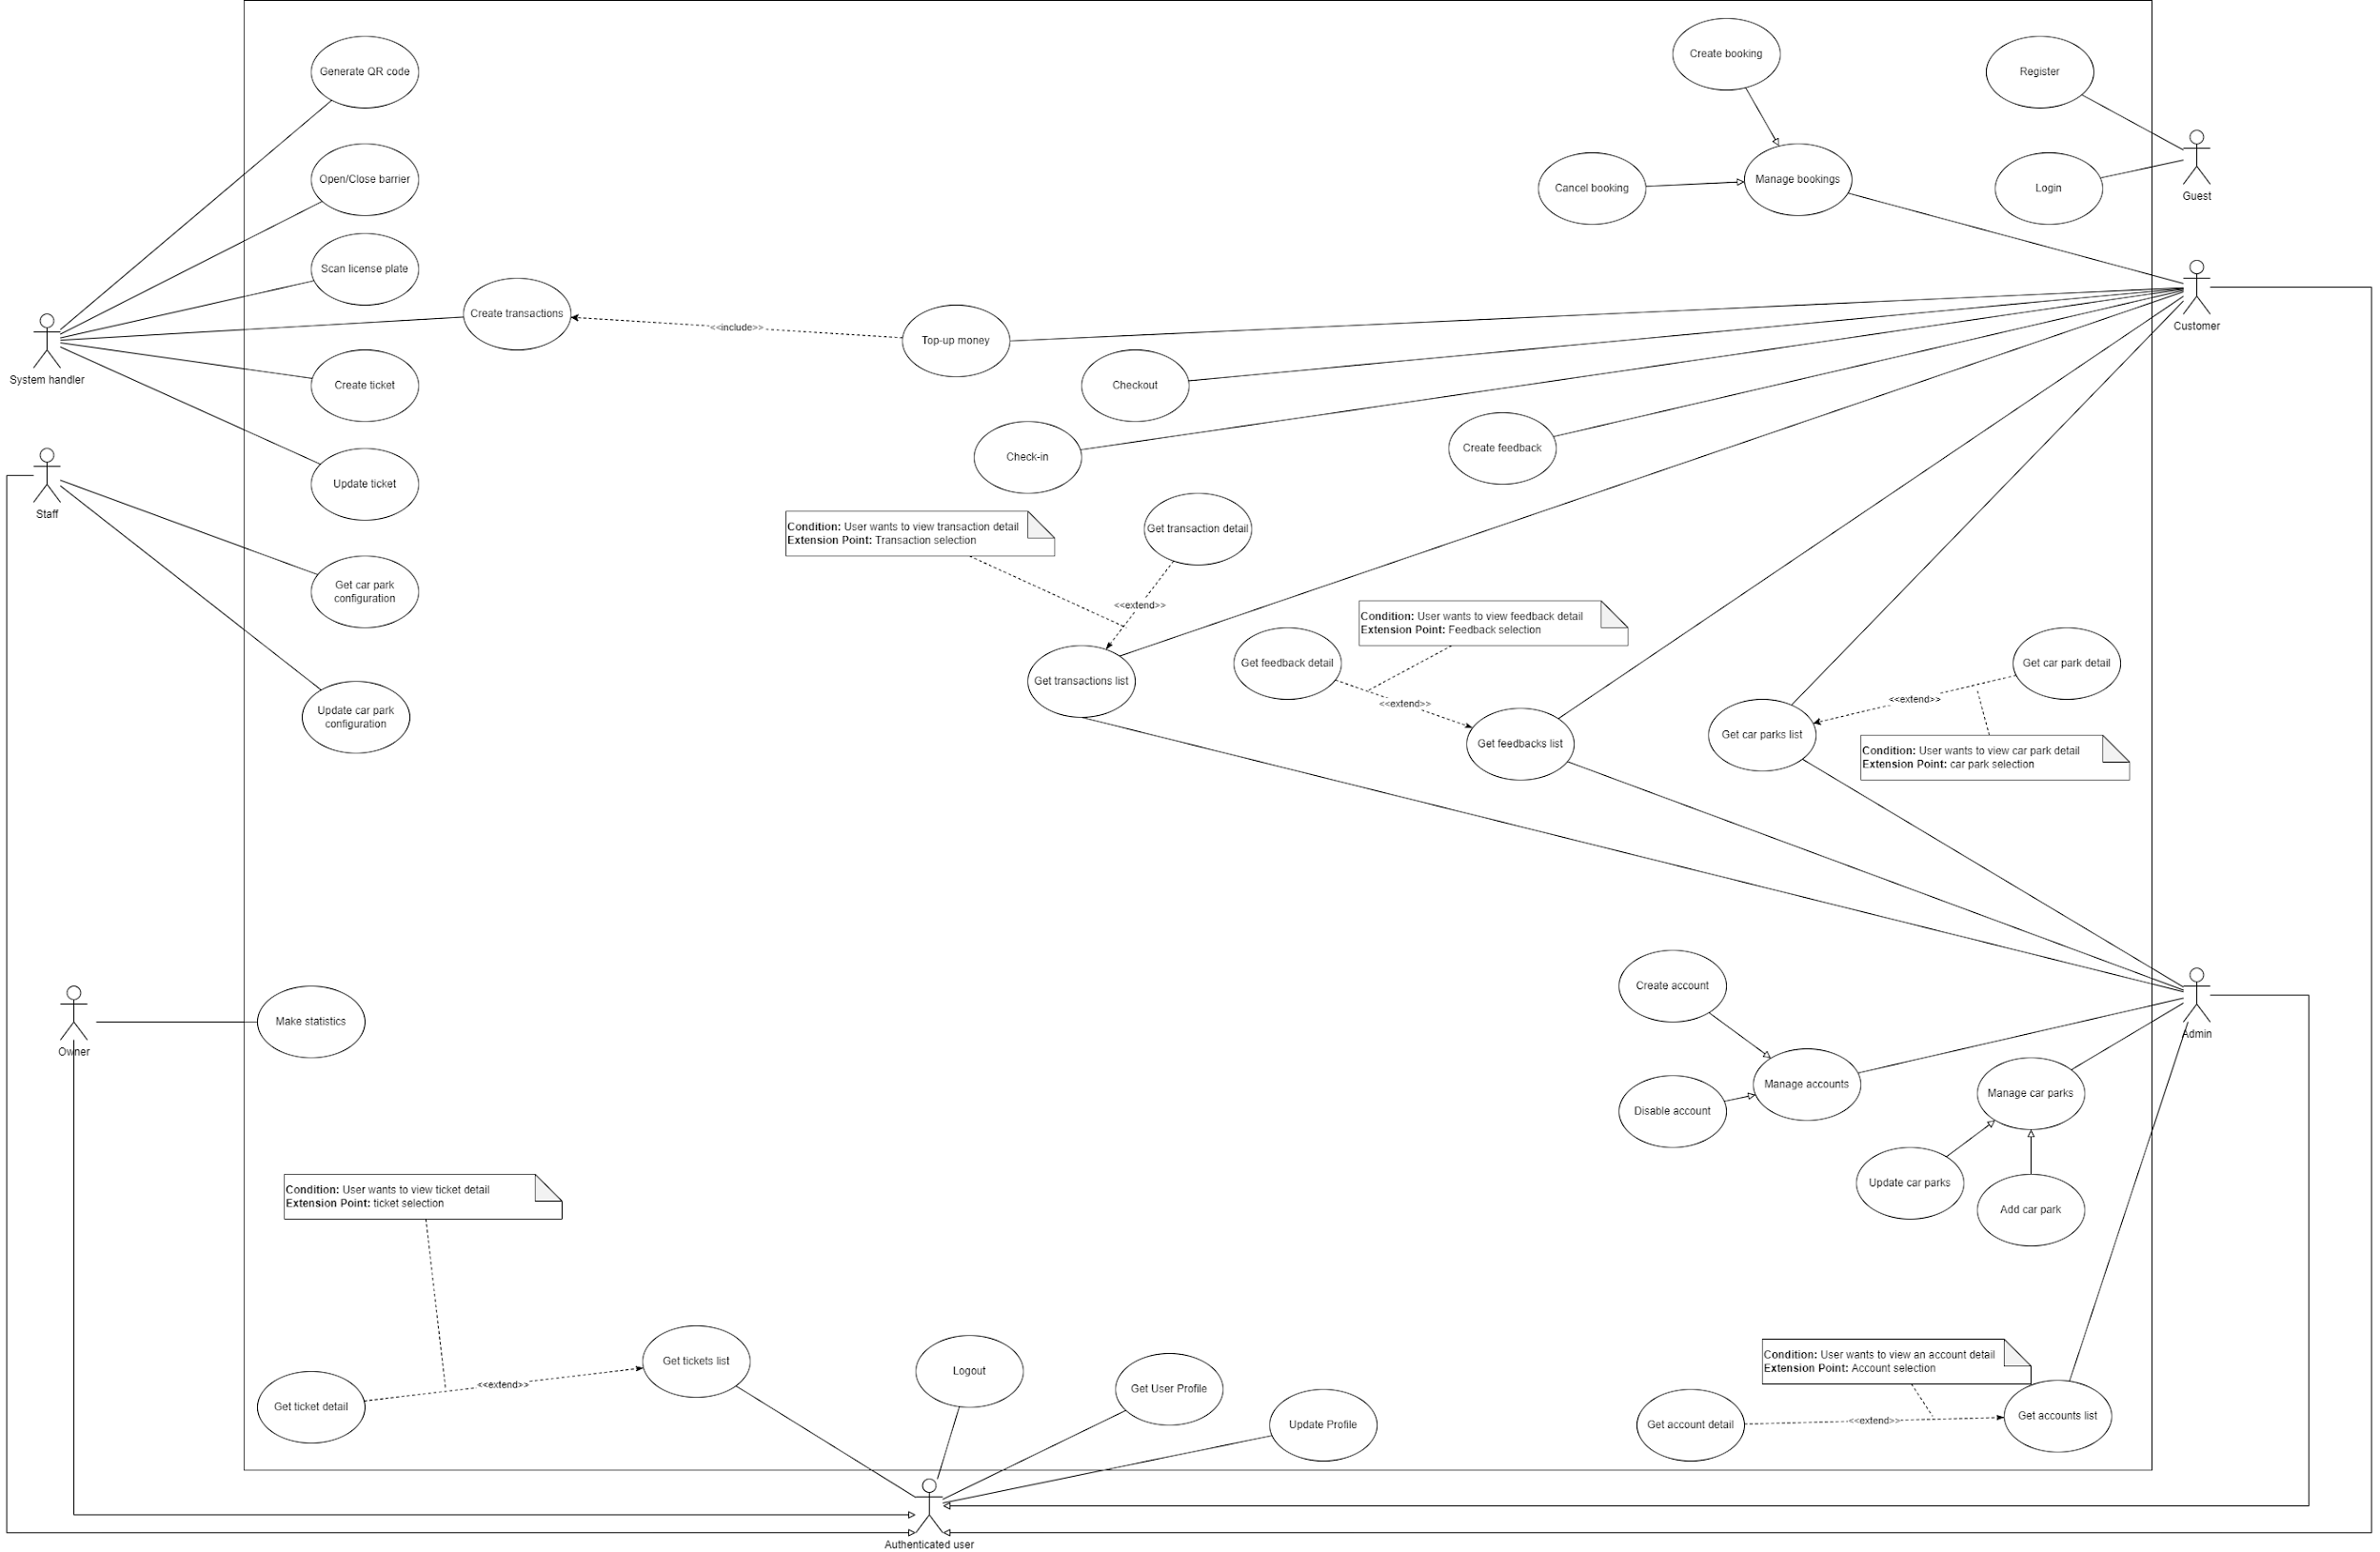 Create booking
Generate QR code
Register
Open/Close barrier
Manage bookings
Cancel booking
Login
Guest
Scan license plate
Create transactions
<<include>>
Customer
Top-up money
System handler
Create ticket
Checkout
Create feedback
Check-in
Update ticket
Staff
Condition: User wants to view transaction detail
Extension Point: Transaction selection
Get transaction detail
Get car park
configuration
<<extend>>
Condition: User wants to view feedback detail
Extension Point: Feedback selection
Get feedback detail
Get car park detail
Get transactions list
<<extend>>
<<extend>>
Update car park
configuration
Get feedbacks list
Get car parks list
Condition: User wants to view car park detail
Extension Point: car park selection
Create account
Make statistics
Admin
Owner
Manage accounts
Manage car parks
Disable account
Update car parks
Condition: User wants to view ticket detail
Extension Point: ticket selection
Add car park
Get tickets list
Condition: User wants to view an account detail
Extension Point: Account selection
Logout
<<extend>>
Get User Profile
Get ticket detail
Update Profile
Get account detail
<<extend>>
Get accounts list
Authenticated user